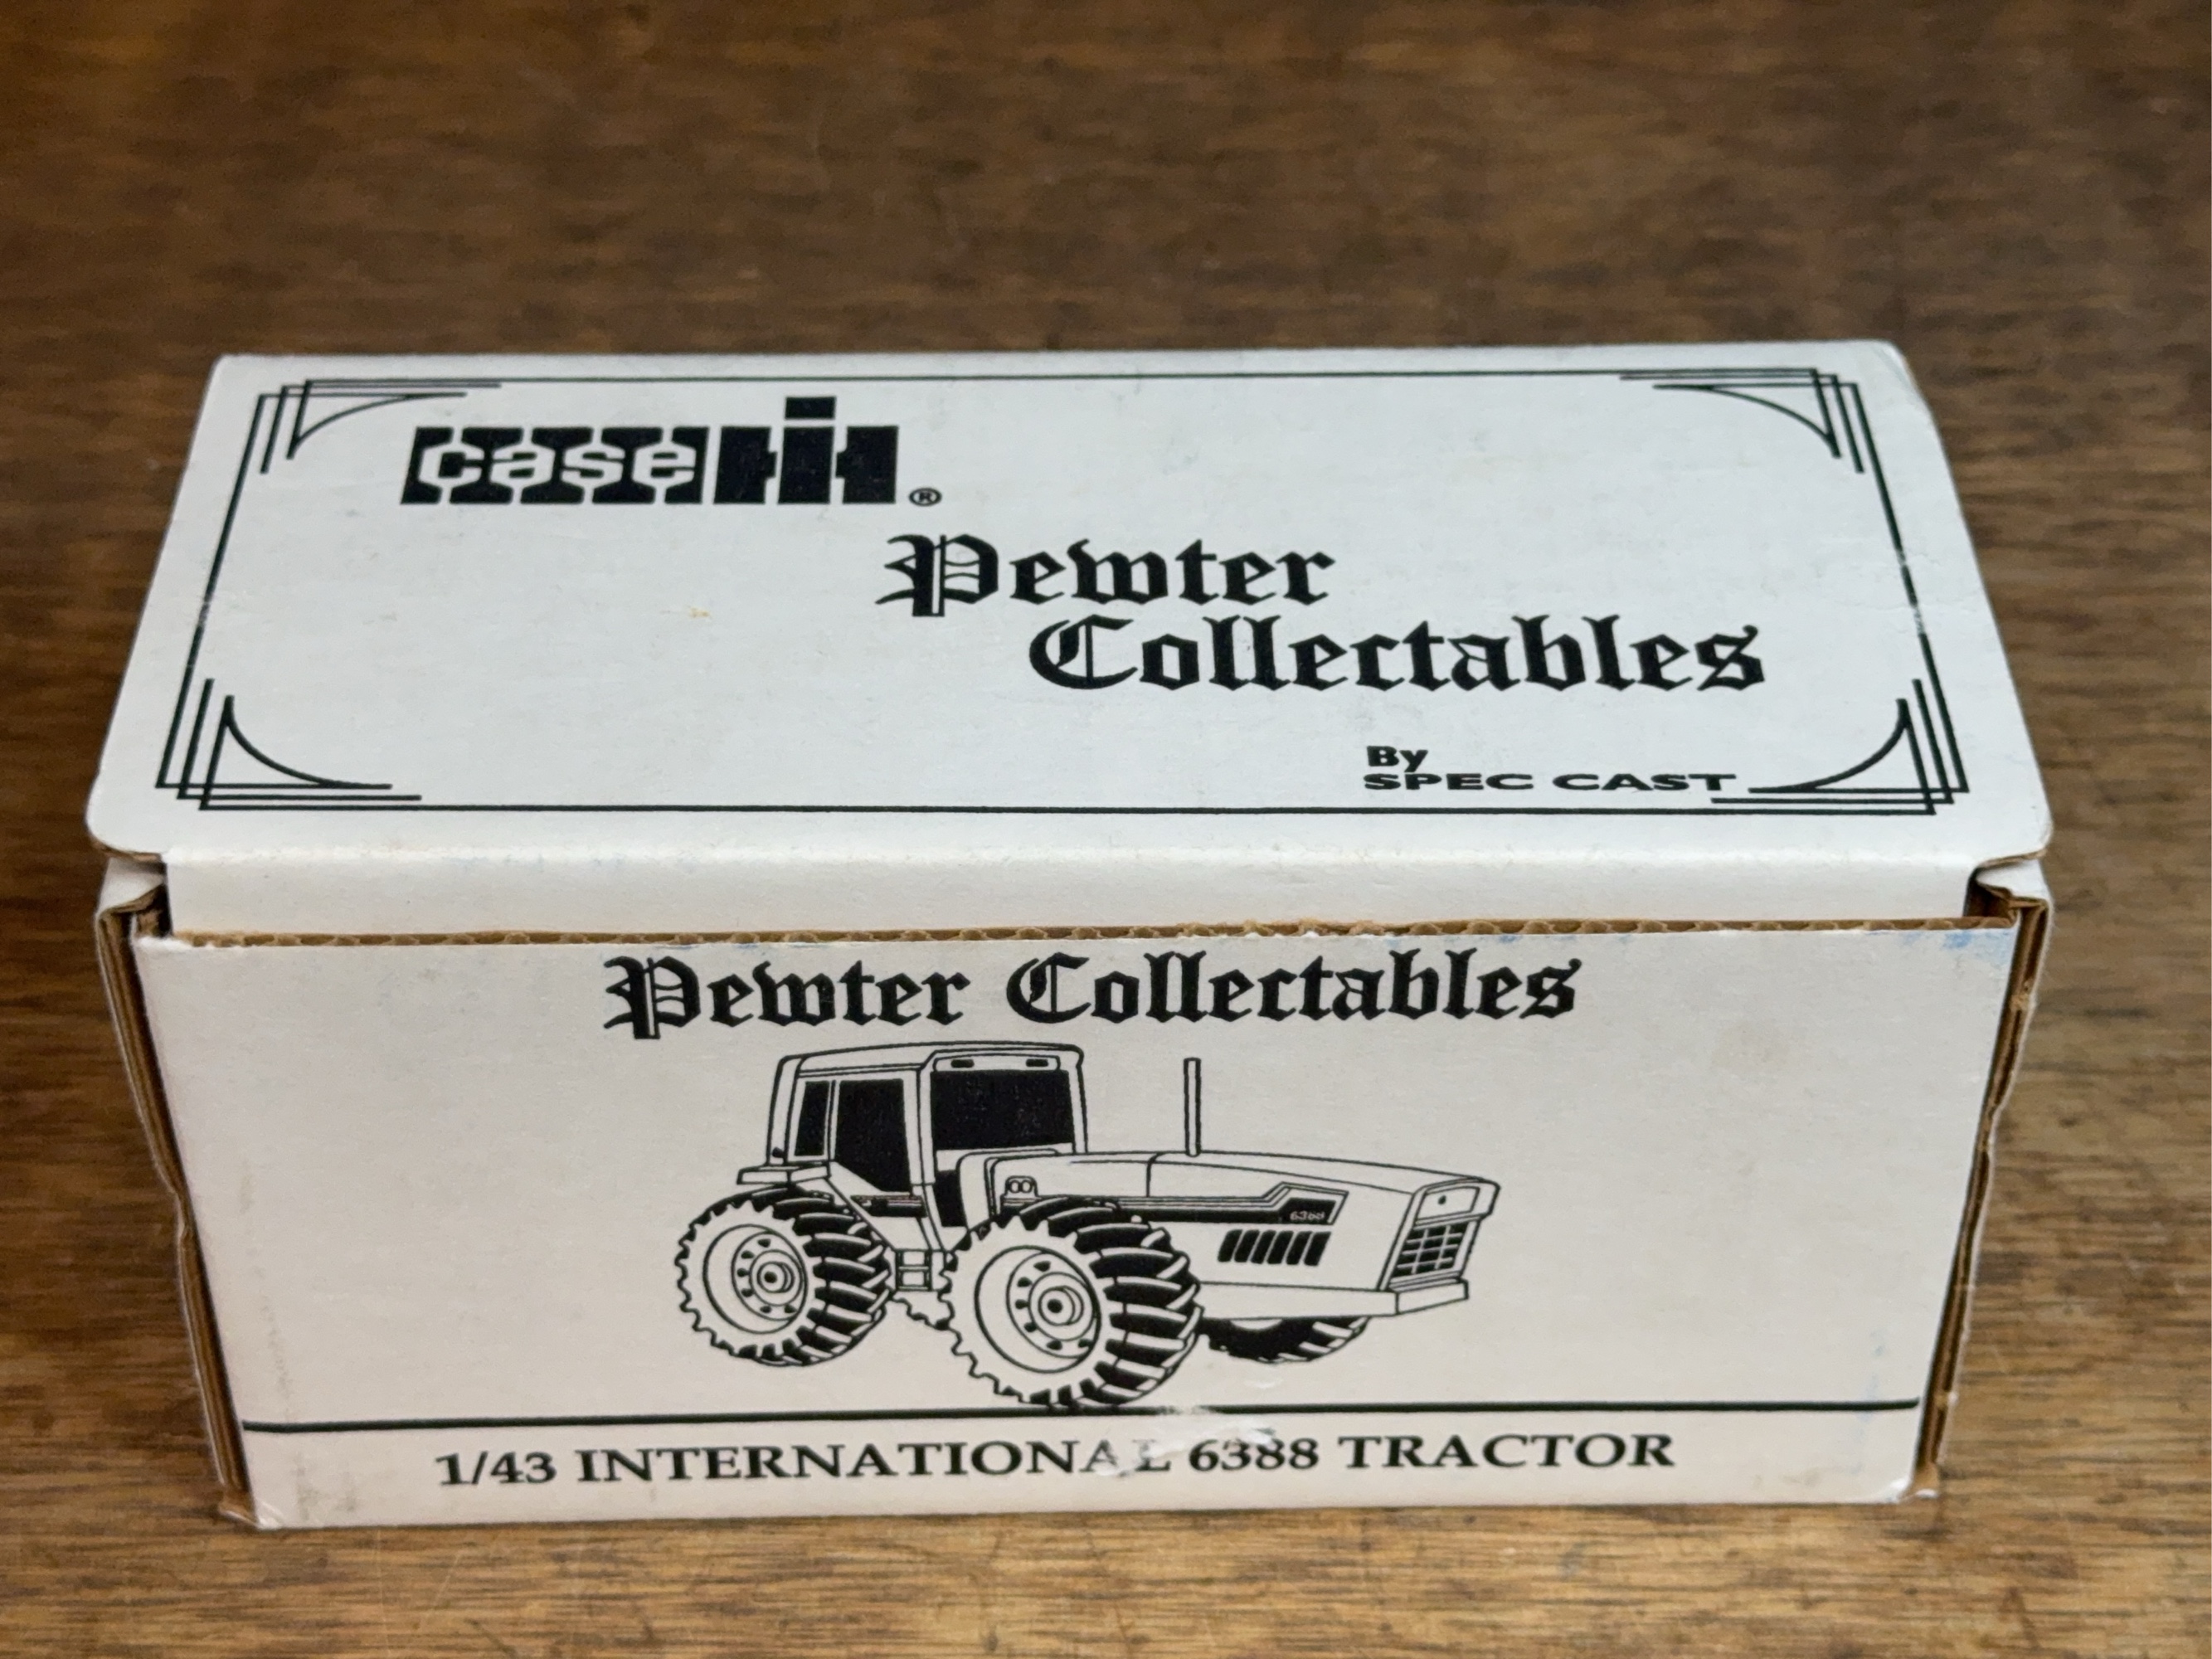 case IH ®
Pewter
Collectables
By
SPEC CAST
Pewter Collectables
1/43 INTERNATIONAL 6388 TRACTOR